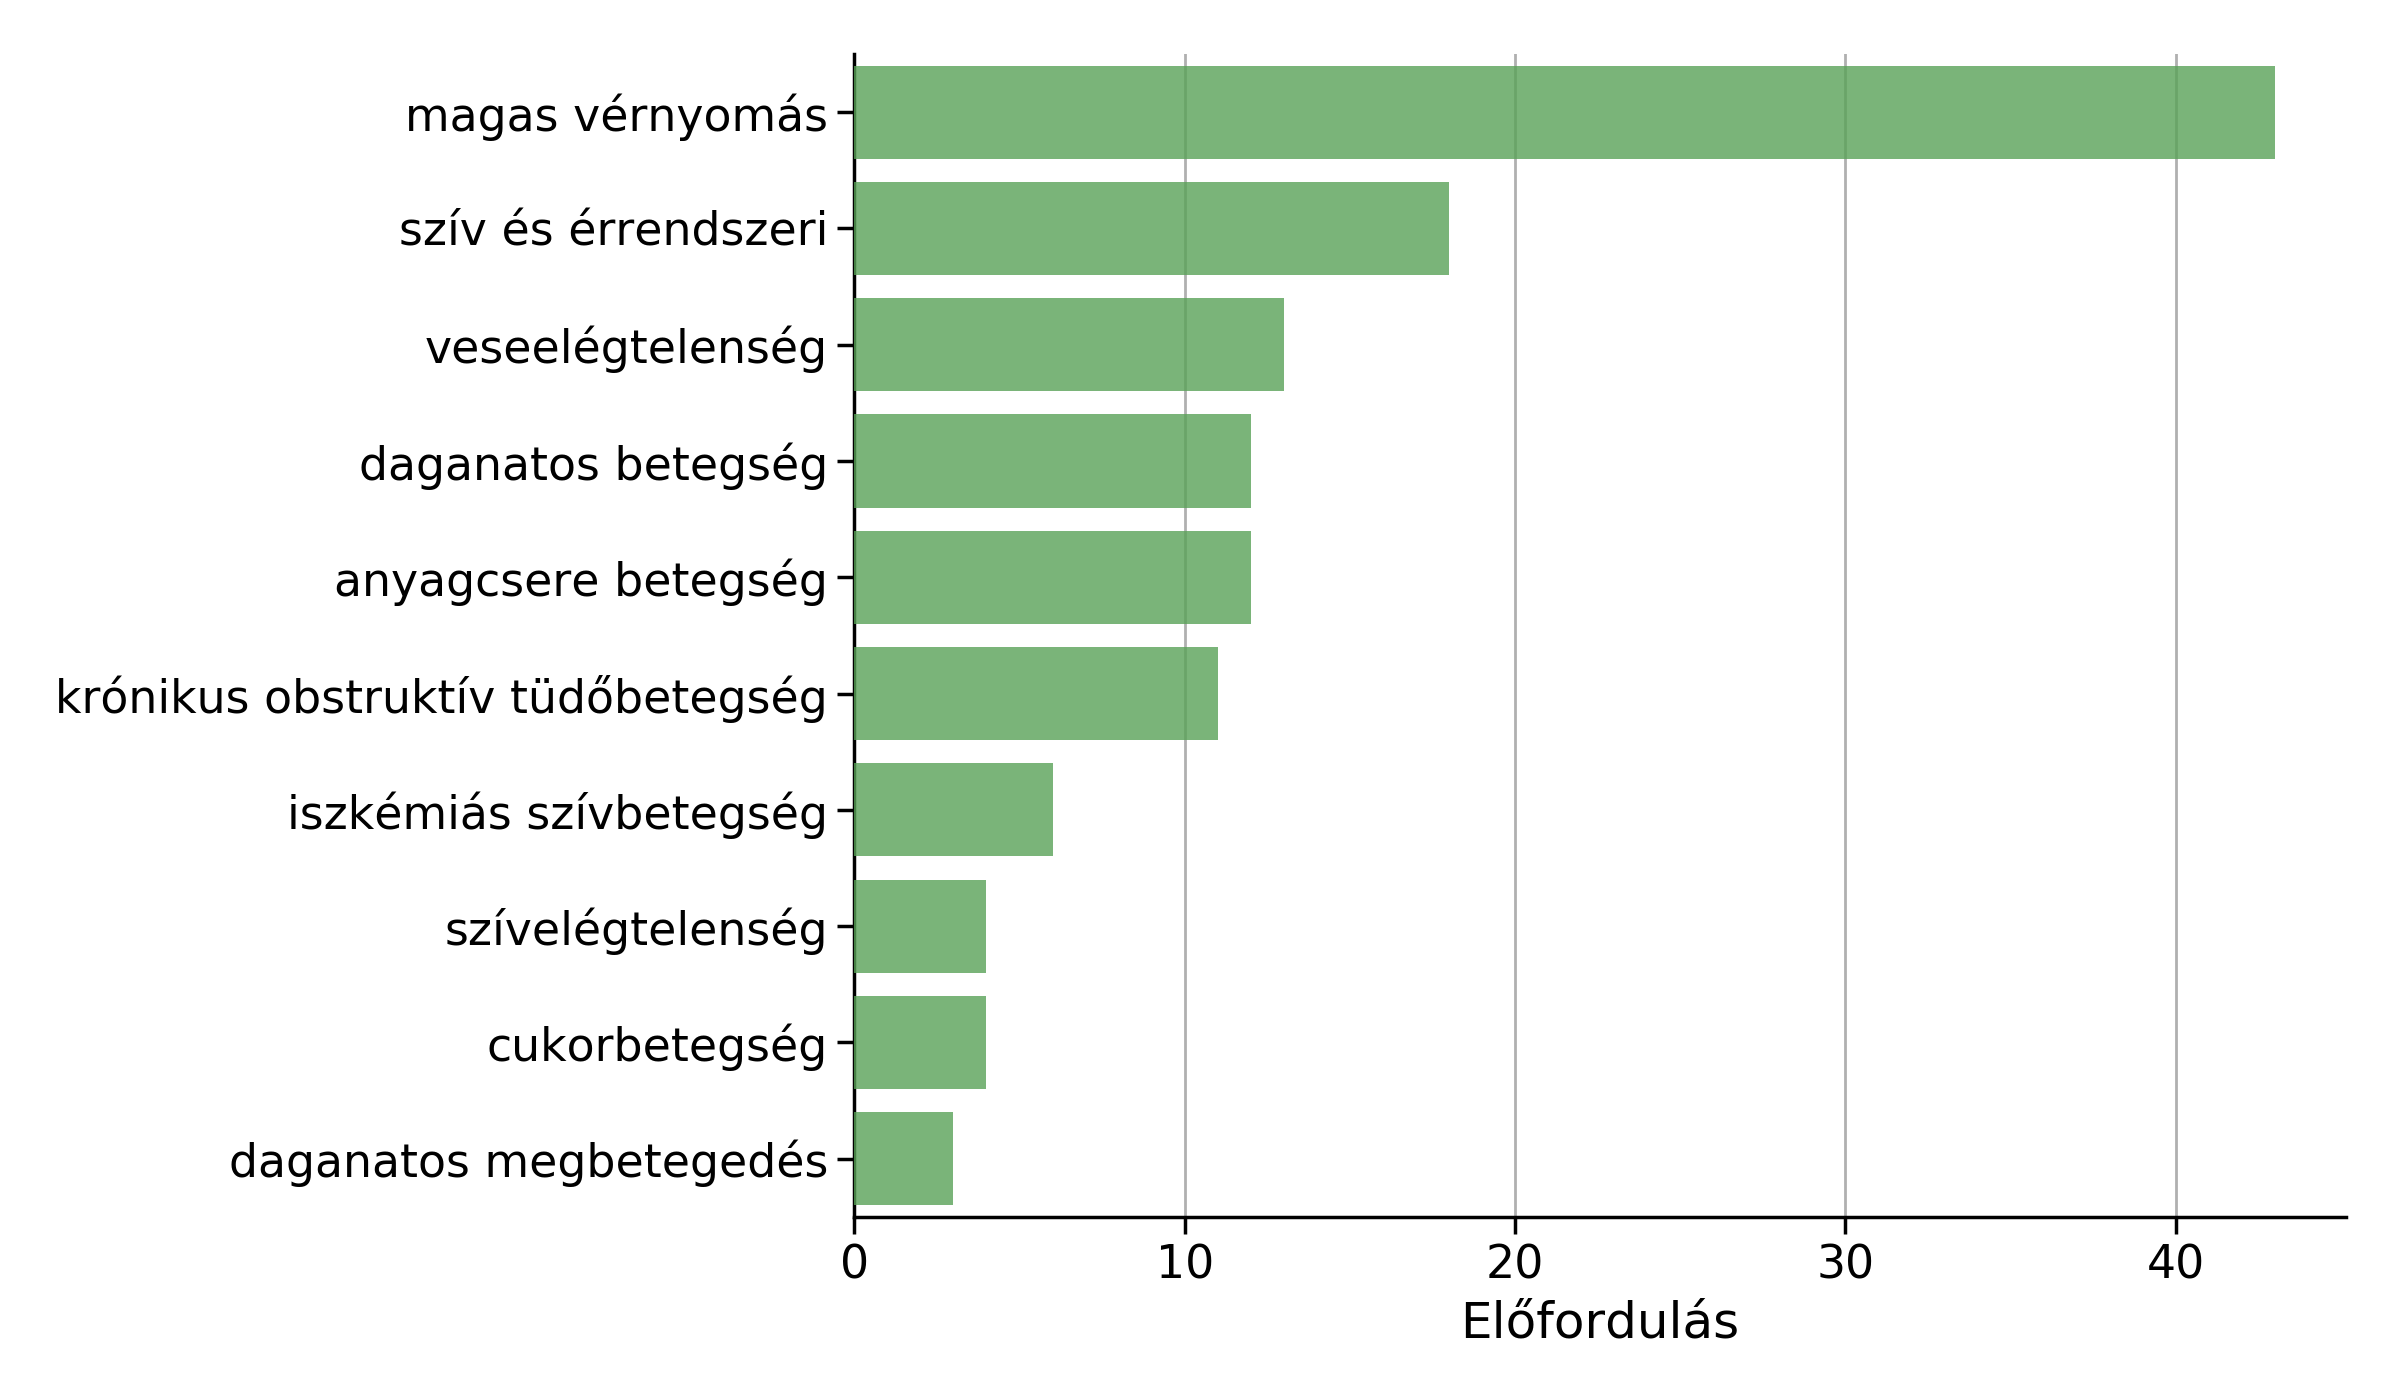 magas vérnyomás
szív és érrendszeri
veseelégtelenség
daganatos betegség
anyagcsere betegség
krónikus obstruktív tüdőbetegség
iszkémiás szívbetegség
szívelégtelenség
cukorbetegség
daganatos megbetegedés
0 10 20 30 40
Előfordulás